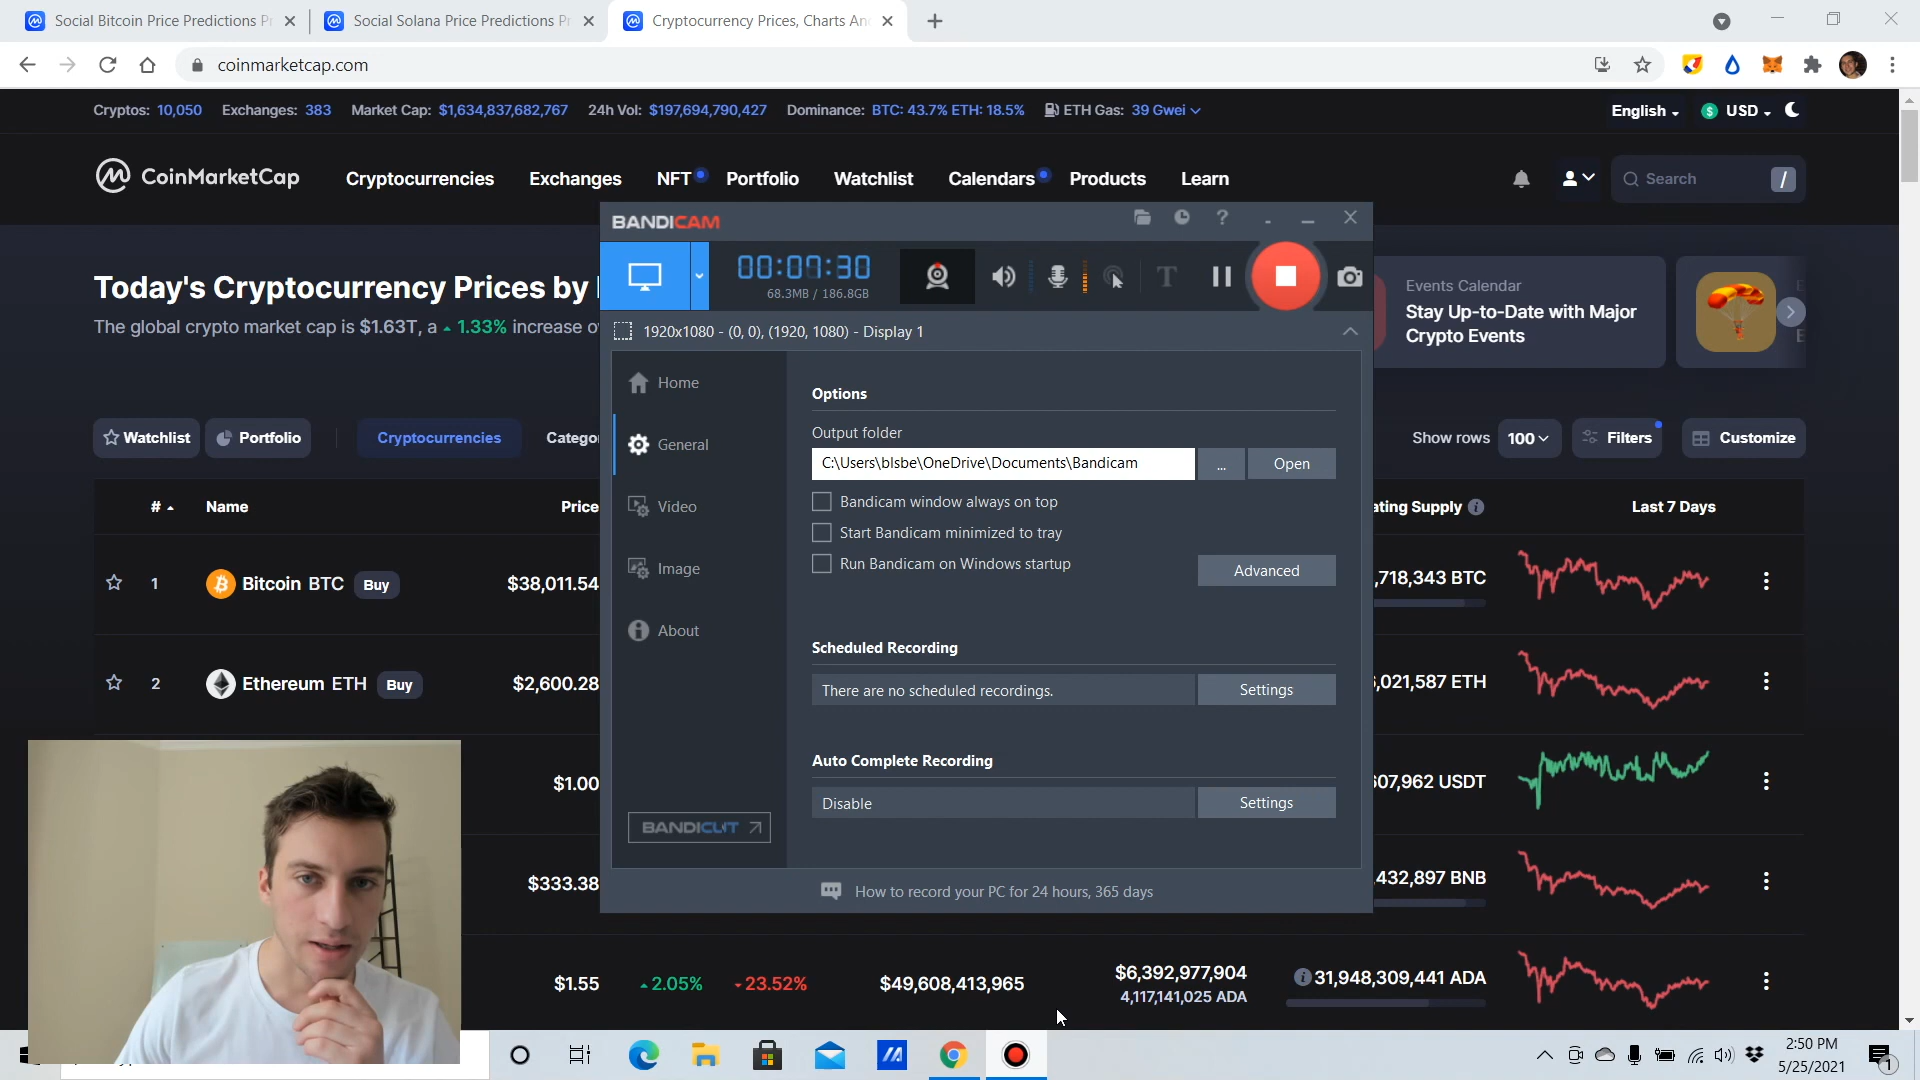 Social Bitcoin Price Predictions Pr
Social Solana Price Predictions Pr
Cryptocurrency Prices, Charts An
coinmarketcap.com
Cryptos: 10,050 Exchanges: 383 Market Cap: $1,634,837,682,767 24h Vol: $197,694,790,427 Dominance: BTC: 43.7% ETH: 18.5% ETH Gas: 39 Gwei
English USD
CoinMarketCap Cryptocurrencies Exchanges NFT Portfolio Watchlist Calendars Products Learn
Search /
BANDICAM
00:07:30
68.3MB / 186.8GB
1920x1080 - (0, 0), (1920, 1080) - Display 1
Today's Cryptocurrency Prices by
The global crypto market cap is $1.63T, a 1.33% increase o
Events Calendar
Stay Up-to-Date with Major
Crypto Events
Watchlist Portfolio Cryptocurrencies Catego
Show rows 100 Filters Customize
# Name Price
ating Supply Last 7 Days
1 Bitcoin BTC Buy $38,011.54
,718,343 BTC
2 Ethereum ETH Buy $2,600.28
,021,587 ETH
$1.00
607,962 USDT
$333.38
,432,897 BNB
$1.55 2.05% 23.52% $49,608,413,965 $6,392,977,904
4,117,141,025 ADA
31,948,309,441 ADA
Home
General
Video
Image
About
BANDICUT
Options
Output folder
C:\Users\blsbe\OneDrive\Documents\Bandicam ... Open
Bandicam window always on top
Start Bandicam minimized to tray
Run Bandicam on Windows startup
Advanced
Scheduled Recording
There are no scheduled recordings. Settings
Auto Complete Recording
Disable Settings
How to record your PC for 24 hours, 365 days
2:50 PM
5/25/2021
1